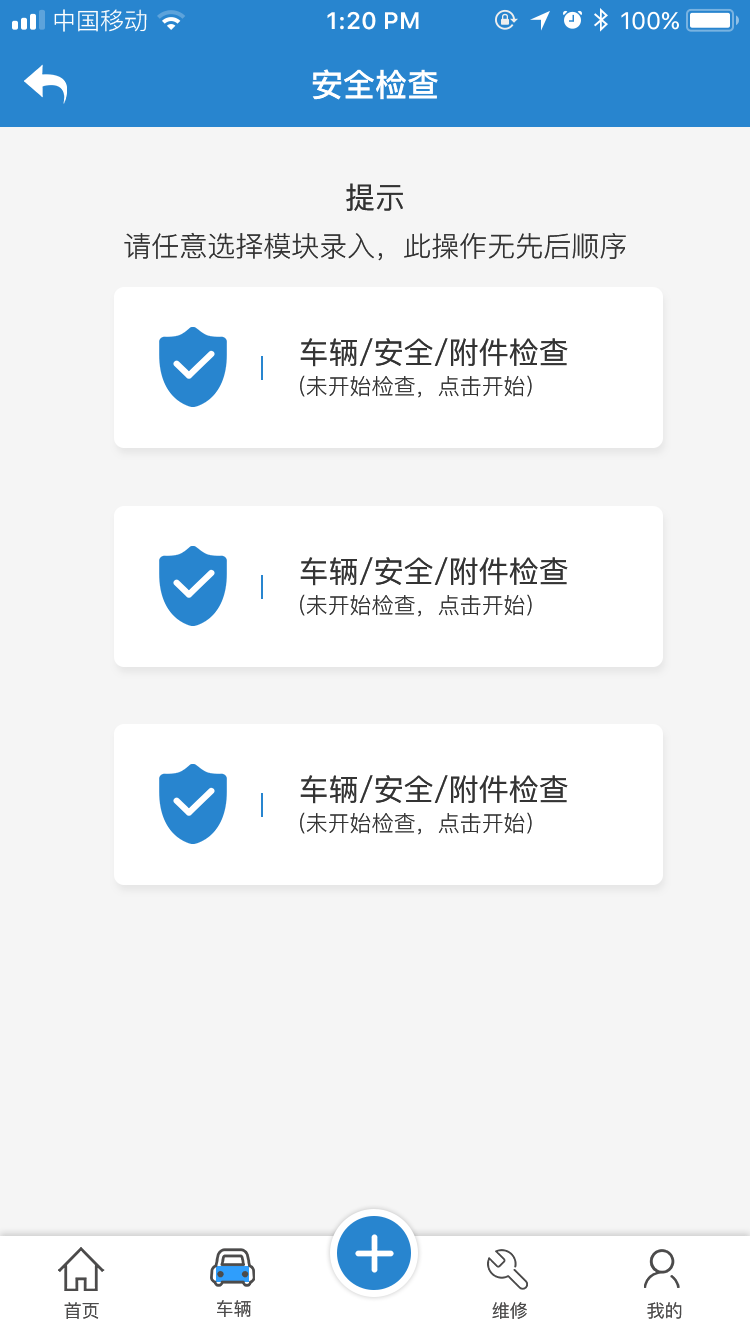 中国移动 1:20 PM 100%
安全检查
提示
请任意选择模块录入，此操作无先后顺序
车辆/安全/附件检查
(未开始检查，点击开始)
车辆/安全/附件检查
(未开始检查，点击开始)
车辆/安全/附件检查
(未开始检查，点击开始)
首页 车辆 维修 我的